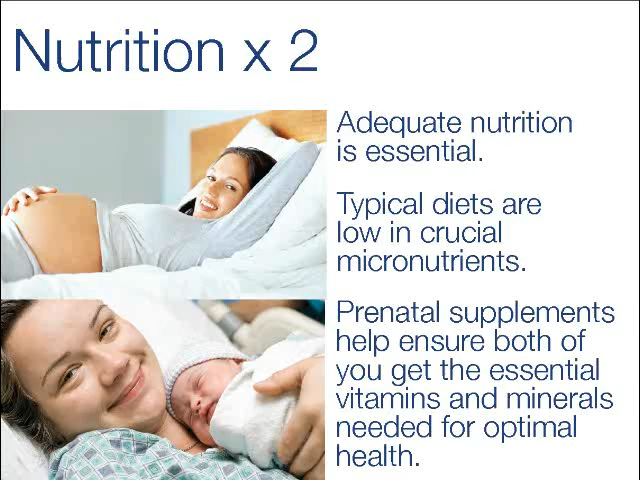 Nutrition x 2
Adequate nutrition
is essential.
Typical diets are
low in crucial
micronutrients.
Prenatal supplements
help ensure both of
you get the essential
vitamins and minerals
needed for optimal
health.